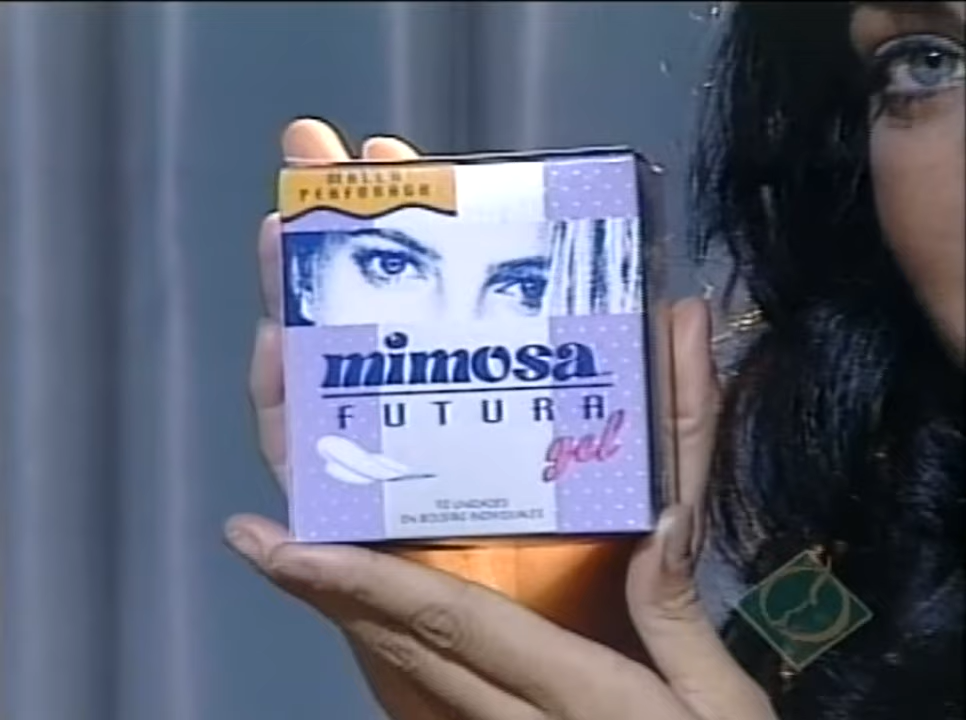 MALLA
PERFORADA
mimosa
FUTURA
gel
10 UNIDADES
EN BOLSITAS INDIVIDUALES